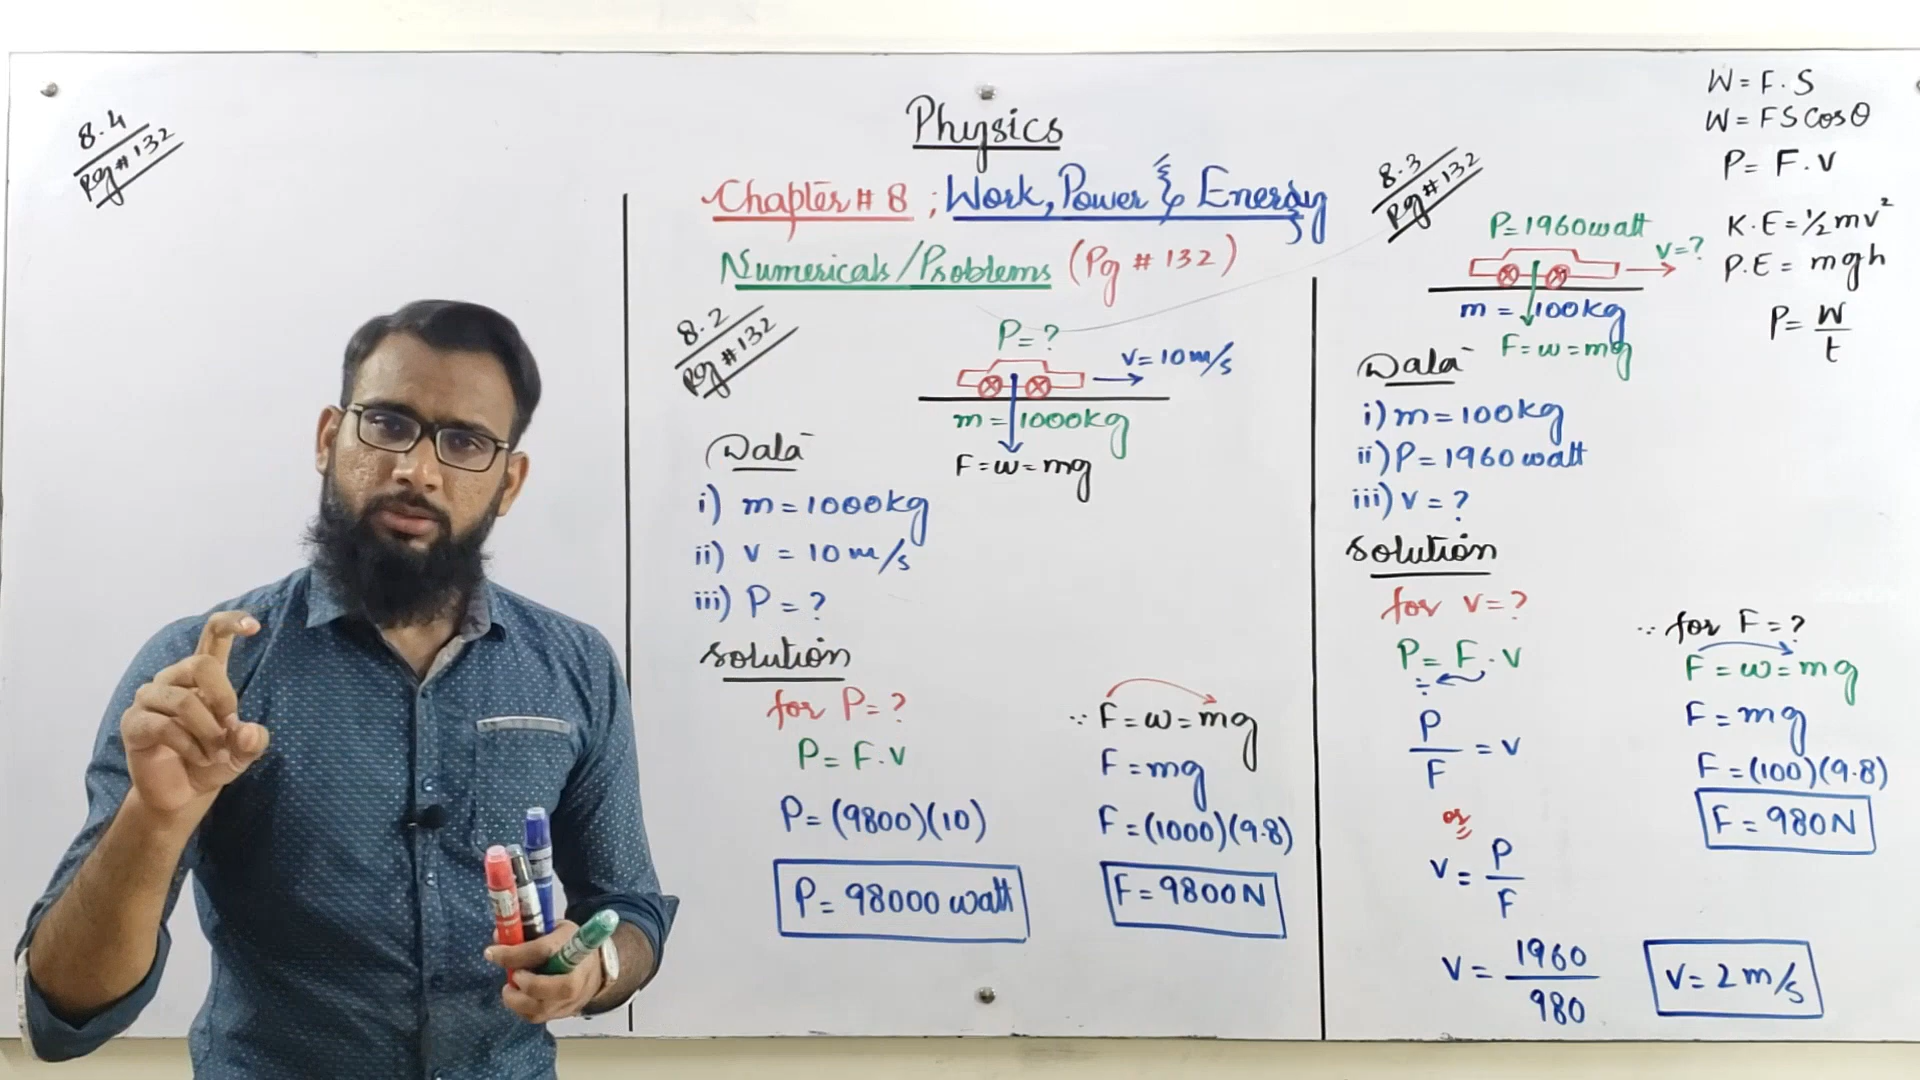 8.4
Pg # 132
Physics
Chapter # 8 ; Work, Power & Energy
Numericals/Problems (Pg # 132)
8.2
Pg # 132
P = ?
v = 10 m/s
m = 1000kg
F = w = mg
Data
i) m = 1000kg
ii) v = 10 m/s
iii) P = ?
Solution
for P = ?
P = F . v
P = (9800)(10)
P = 98000 watt
∵ F = w = mg
F = mg
F = (1000)(9.8)
F = 9800 N
8.3
Pg # 132
P = 1960 watt
v = ?
m = 100kg
F = w = mg
Data
i) m = 100kg
ii) P = 1960 watt
iii) v = ?
Solution
for v = ?
P = F . v
÷
P/F = v
or
v = P/F
v = 1960/980
v = 2 m/s
∵ for F = ?
F = w = mg
F = mg
F = (100)(9.8)
F = 980N
W = F . S
W = F S Cos θ
P = F . v
K.E = ½ mv²
P.E = mgh
P = W/t